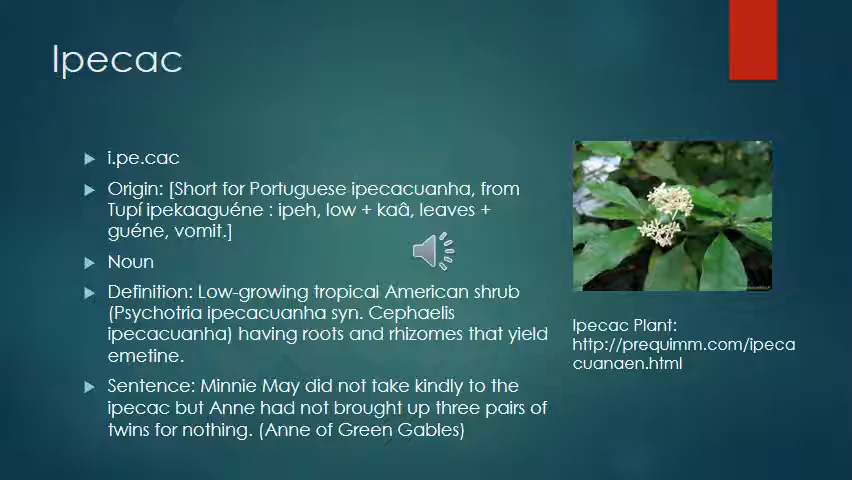 Ipecac
i.pe.cac
Origin: [Short for Portuguese ipecacuanha, from
Tupí ipekaaguéne : ipeh, low + kaâ, leaves +
guéne, vomit.]
Noun
Definition: Low-growing tropical American shrub
(Psychotria ipecacuanha syn. Cephaelis
ipecacuanha) having roots and rhizomes that yield
emetine.
Sentence: Minnie May did not take kindly to the
ipecac but Anne had not brought up three pairs of
twins for nothing. (Anne of Green Gables)
Ipecac Plant:
http://prequimm.com/ipeca
cuanaen.html